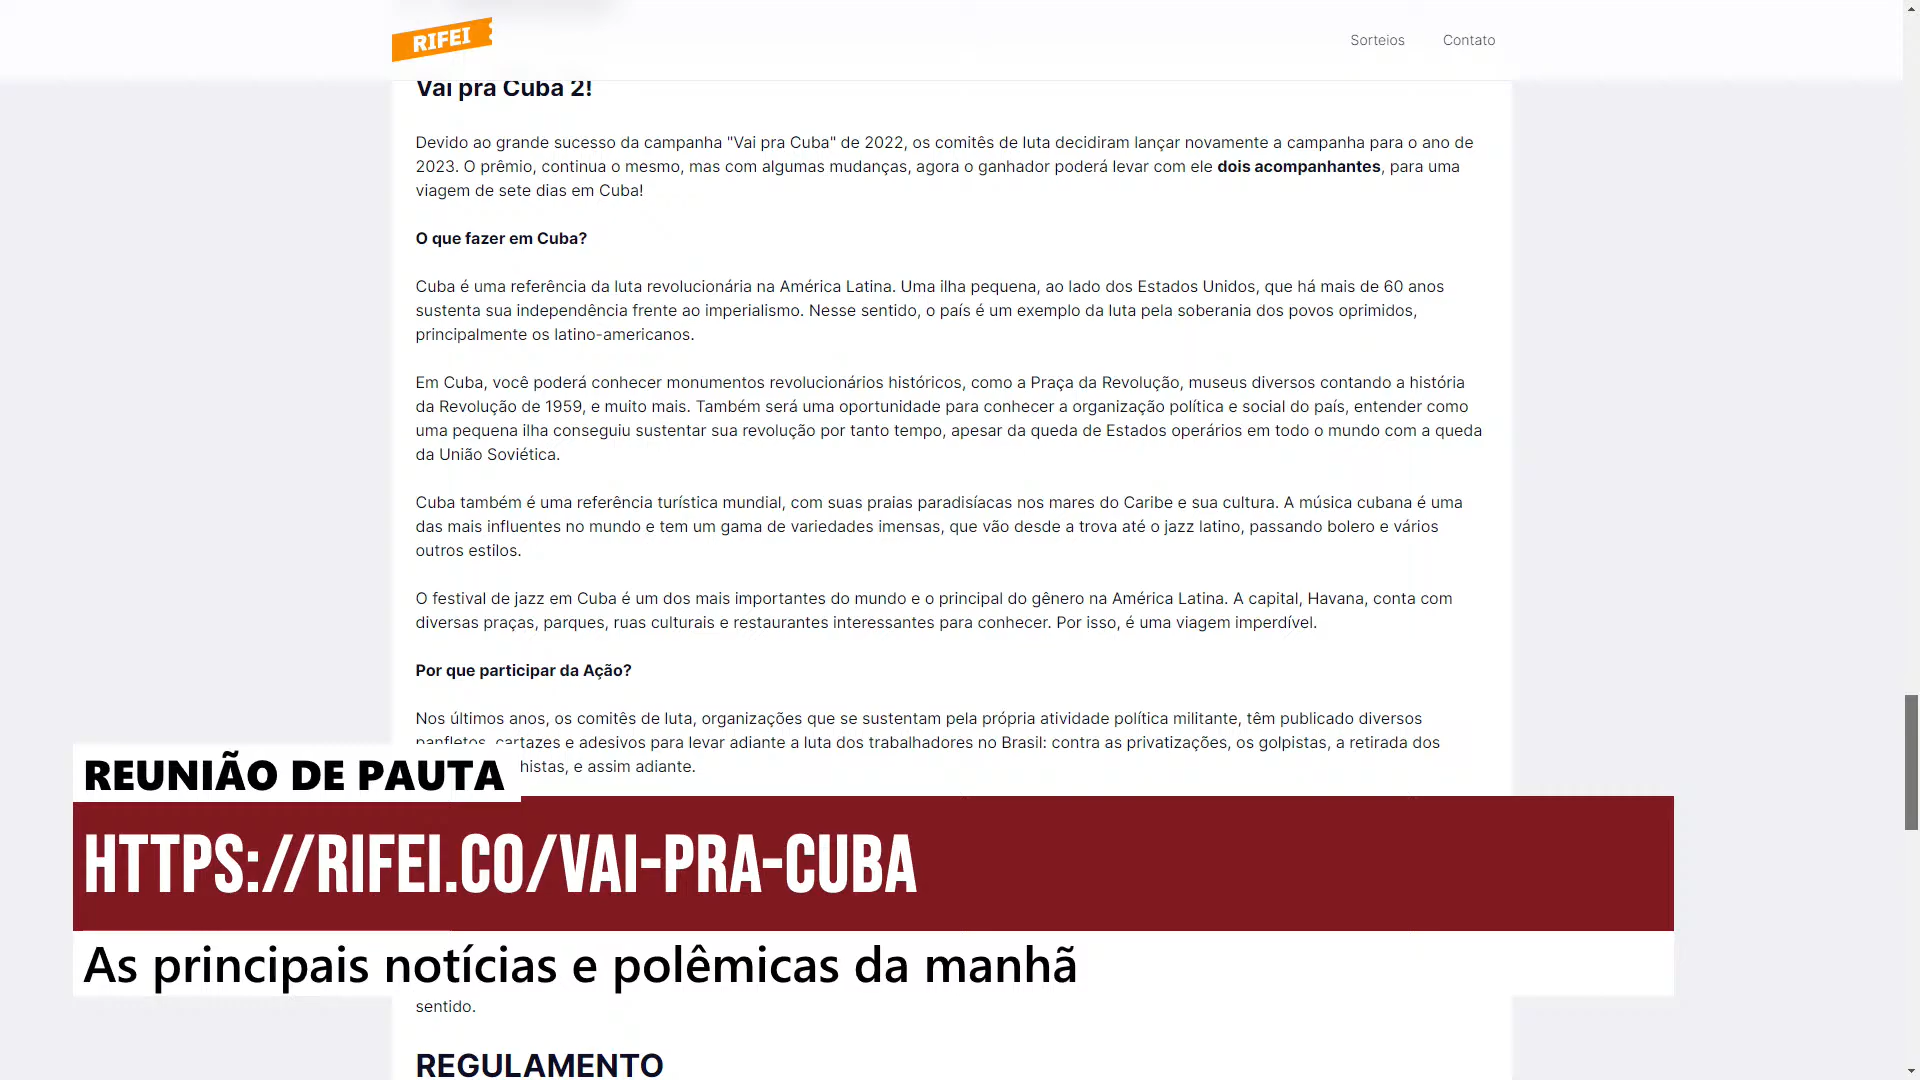 RIFEI
Sorteios
Contato
Vai pra Cuba 2!
Devido ao grande sucesso da campanha "Vai pra Cuba" de 2022, os comitês de luta decidiram lançar novamente a campanha para o ano de
2023. O prêmio, continua o mesmo, mas com algumas mudanças, agora o ganhador poderá levar com ele dois acompanhantes, para uma
viagem de sete dias em Cuba!
O que fazer em Cuba?
Cuba é uma referência da luta revolucionária na América Latina. Uma ilha pequena, ao lado dos Estados Unidos, que há mais de 60 anos
sustenta sua independência frente ao imperialismo. Nesse sentido, o país é um exemplo da luta pela soberania dos povos oprimidos,
principalmente os latino-americanos.
Em Cuba, você poderá conhecer monumentos revolucionários históricos, como a Praça da Revolução, museus diversos contando a história
da Revolução de 1959, e muito mais. Também será uma oportunidade para conhecer a organização política e social do país, entender como
uma pequena ilha conseguiu sustentar sua revolução por tanto tempo, apesar da queda de Estados operários em todo o mundo com a queda
da União Soviética.
Cuba também é uma referência turística mundial, com suas praias paradisíacas nos mares do Caribe e sua cultura. A música cubana é uma
das mais influentes no mundo e tem um gama de variedades imensas, que vão desde a trova até o jazz latino, passando bolero e vários
outros estilos.
O festival de jazz em Cuba é um dos mais importantes do mundo e o principal do gênero na América Latina. A capital, Havana, conta com
diversas praças, parques, ruas culturais e restaurantes interessantes para conhecer. Por isso, é uma viagem imperdível.
Por que participar da Ação?
Nos últimos anos, os comitês de luta, organizações que se sustentam pela própria atividade política militante, têm publicado diversos
panfletos, cartazes e adesivos para levar adiante a luta dos trabalhadores no Brasil: contra as privatizações, os golpistas, a retirada dos
histas, e assim adiante.
REUNIÃO DE PAUTA
HTTPS://RIFEI.CO/VAI-PRA-CUBA
As principais notícias e polêmicas da manhã
sentido.
REGULAMENTO